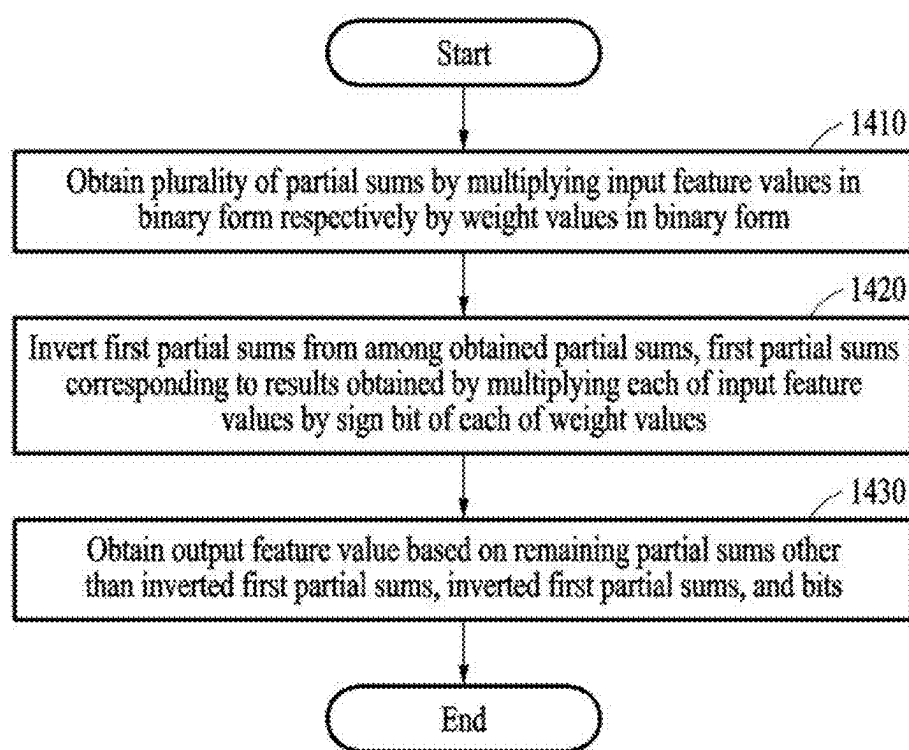 Start
1410
Obtain plurality of partial sums by multiplying input feature values in
binary form respectively by weight values in binary form
1420
Invert first partial sums from among obtained partial sums, first partial sums
corresponding to results obtained by multiplying each of input feature
values by sign bit of each of weight values
1430
Obtain output feature value based on remaining partial sums other
than inverted first partial sums, inverted first partial sums, and bits
End